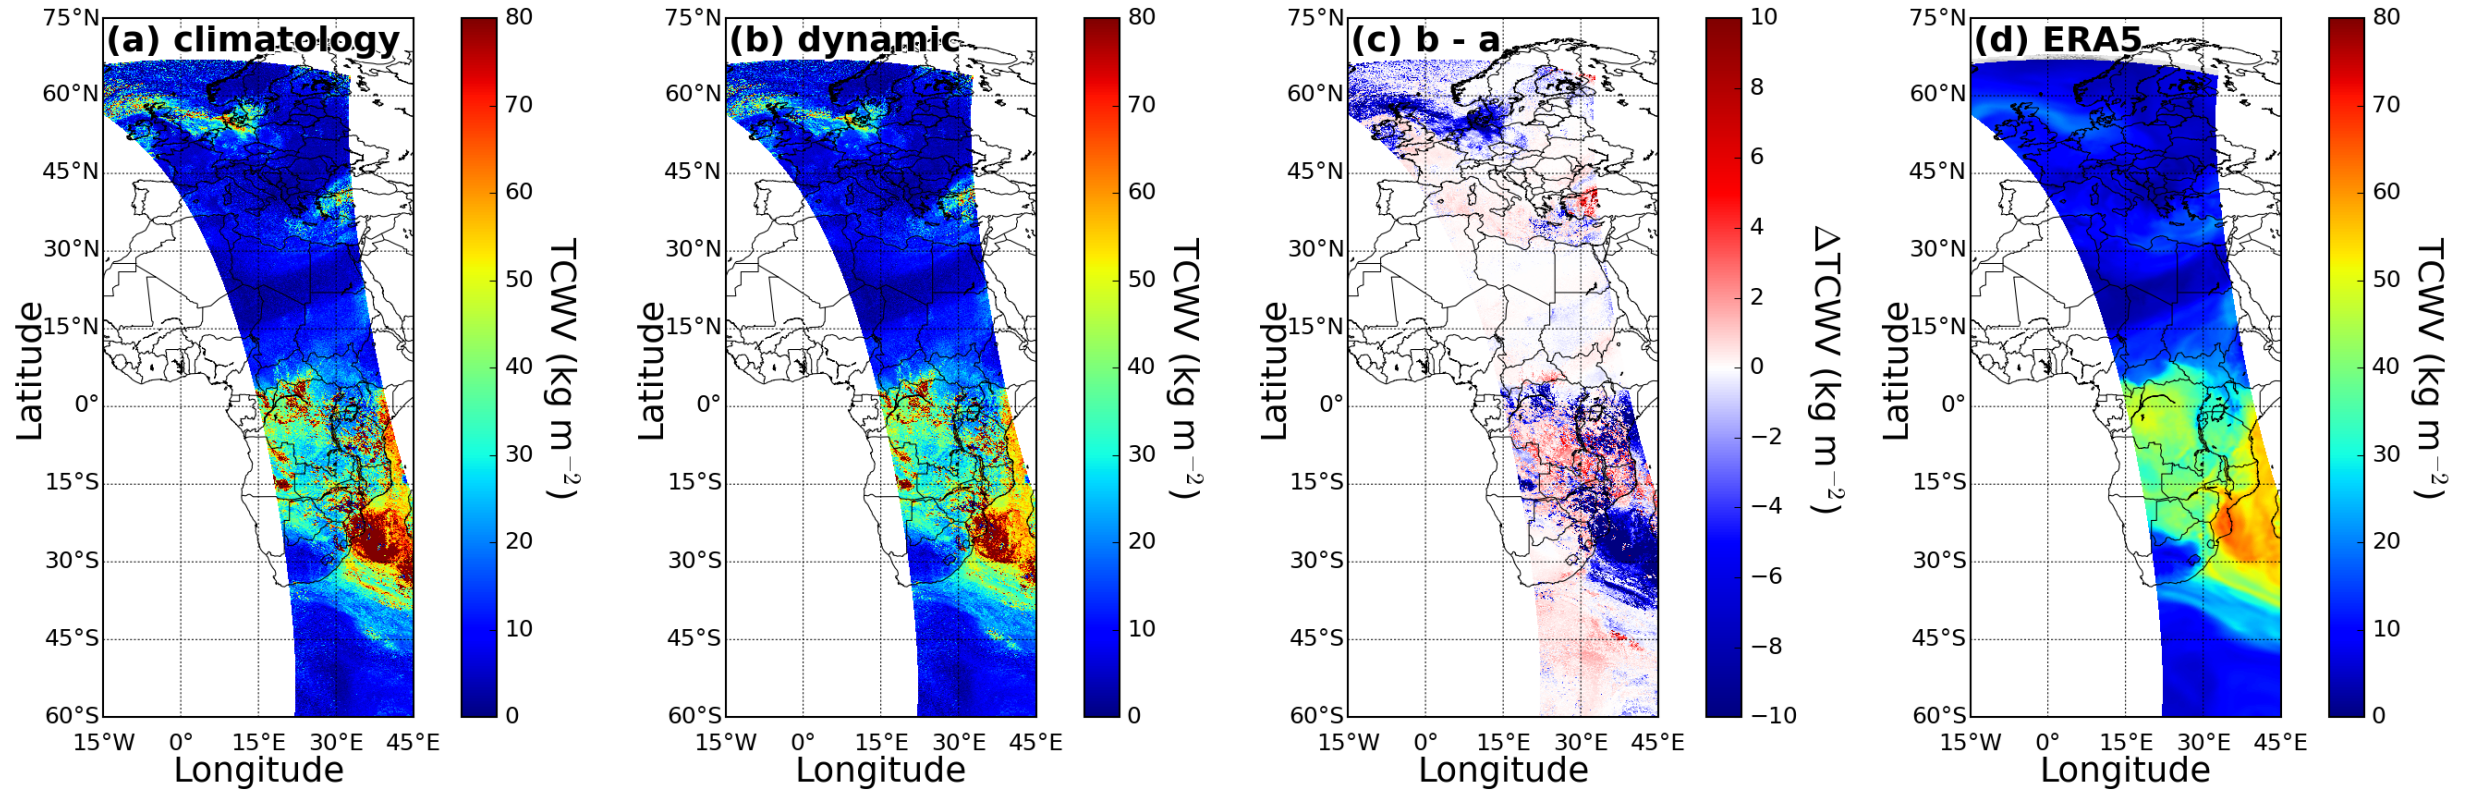 (a) climatology
75°N
60°N
45°N
30°N
15°N
0°
15°S
30°S
45°S
60°S
15°W
0°
15°E
30°E
45°E
Latitude
Longitude
80
70
60
50
40
30
20
10
0
TCWV (kg m⁻²)
(b) dynamic
75°N
60°N
45°N
30°N
15°N
0°
15°S
30°S
45°S
60°S
15°W
0°
15°E
30°E
45°E
Latitude
Longitude
80
70
60
50
40
30
20
10
0
TCWV (kg m⁻²)
(c) b - a
75°N
60°N
45°N
30°N
15°N
0°
15°S
30°S
45°S
60°S
15°W
0°
15°E
30°E
45°E
Latitude
Longitude
10
8
6
4
2
0
−2
−4
−6
−8
−10
ΔTCWV (kg m⁻²)
(d) ERA5
75°N
60°N
45°N
30°N
15°N
0°
15°S
30°S
45°S
60°S
15°W
0°
15°E
30°E
45°E
Latitude
Longitude
80
70
60
50
40
30
20
10
0
TCWV (kg m⁻²)